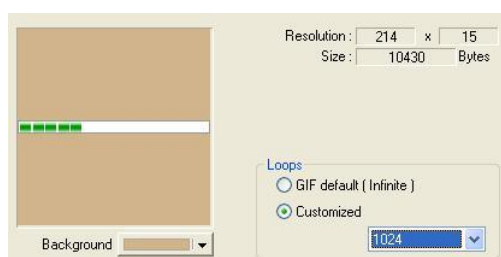 Resolution : 214 x 15
Size : 10430 Bytes
Loops
GIF default ( Infinite )
Customized
1024
Background